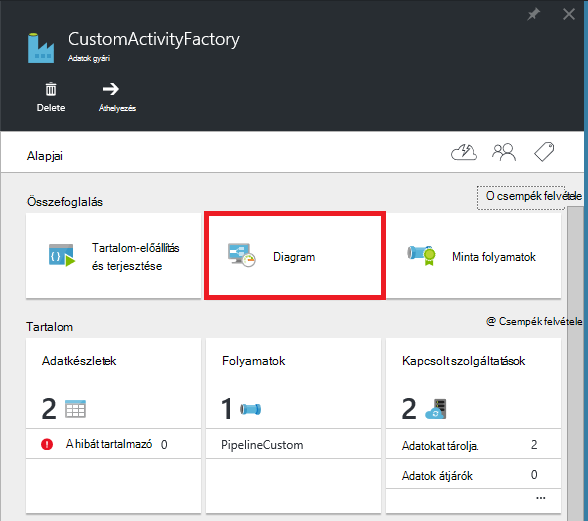 CustomActivityFactory
Adatok gyári
Delete
Áthelyezés
Alapjai
Összefoglalás
O csempék felvétele
Tartalom-előállítás
és terjesztése
Diagram
Minta folyamatok
Tartalom
@ Csempék felvétele
Adatkészletek
Folyamatok
Kapcsolt szolgáltatások
2
1
2
A hibát tartalmazó 0
PipelineCustom
Adatokat tárolja. 2
Adatok átjárók 0
...